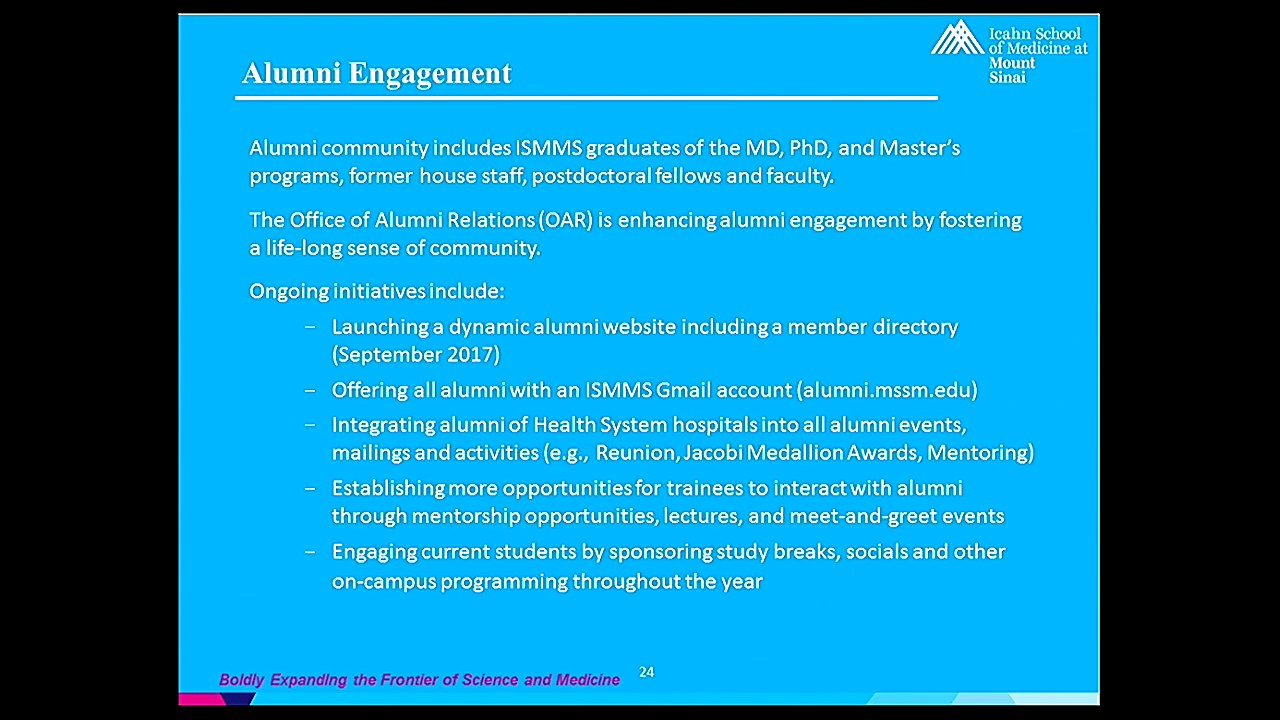 Icahn School
of Medicine at
Mount
Sinai
Alumni Engagement
Alumni community includes ISMMS graduates of the MD, PhD, and Master's
programs, former house staff, postdoctoral fellows and faculty.
The Office of Alumni Relations (OAR) is enhancing alumni engagement by fostering
a life-long sense of community.
Ongoing initiatives include:
– Launching a dynamic alumni website including a member directory
(September 2017)
– Offering all alumni with an ISMMS Gmail account (alumni.mssm.edu)
– Integrating alumni of Health System hospitals into all alumni events,
mailings and activities (e.g., Reunion, Jacobi Medallion Awards, Mentoring)
– Establishing more opportunities for trainees to interact with alumni
through mentorship opportunities, lectures, and meet-and-greet events
– Engaging current students by sponsoring study breaks, socials and other
on-campus programming throughout the year
Boldly Expanding the Frontier of Science and Medicine
24